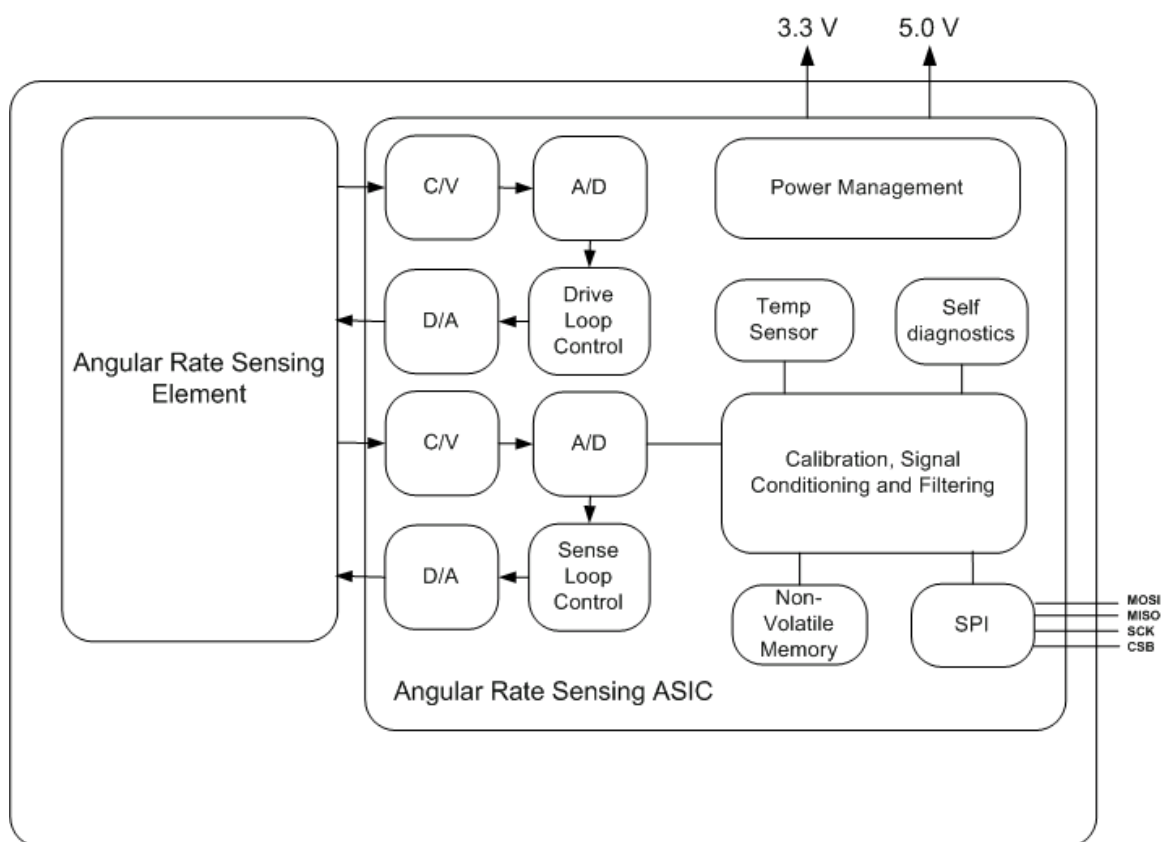 3.3 V
5.0 V
C/V
A/D
Power Management
D/A
Drive
Loop
Control
Temp
Sensor
Self
diagnostics
Angular Rate Sensing
Element
C/V
A/D
Calibration, Signal
Conditioning and Filtering
D/A
Sense
Loop
Control
Non-
Volatile
Memory
SPI
MOSI
MISO
SCK
CSB
Angular Rate Sensing ASIC